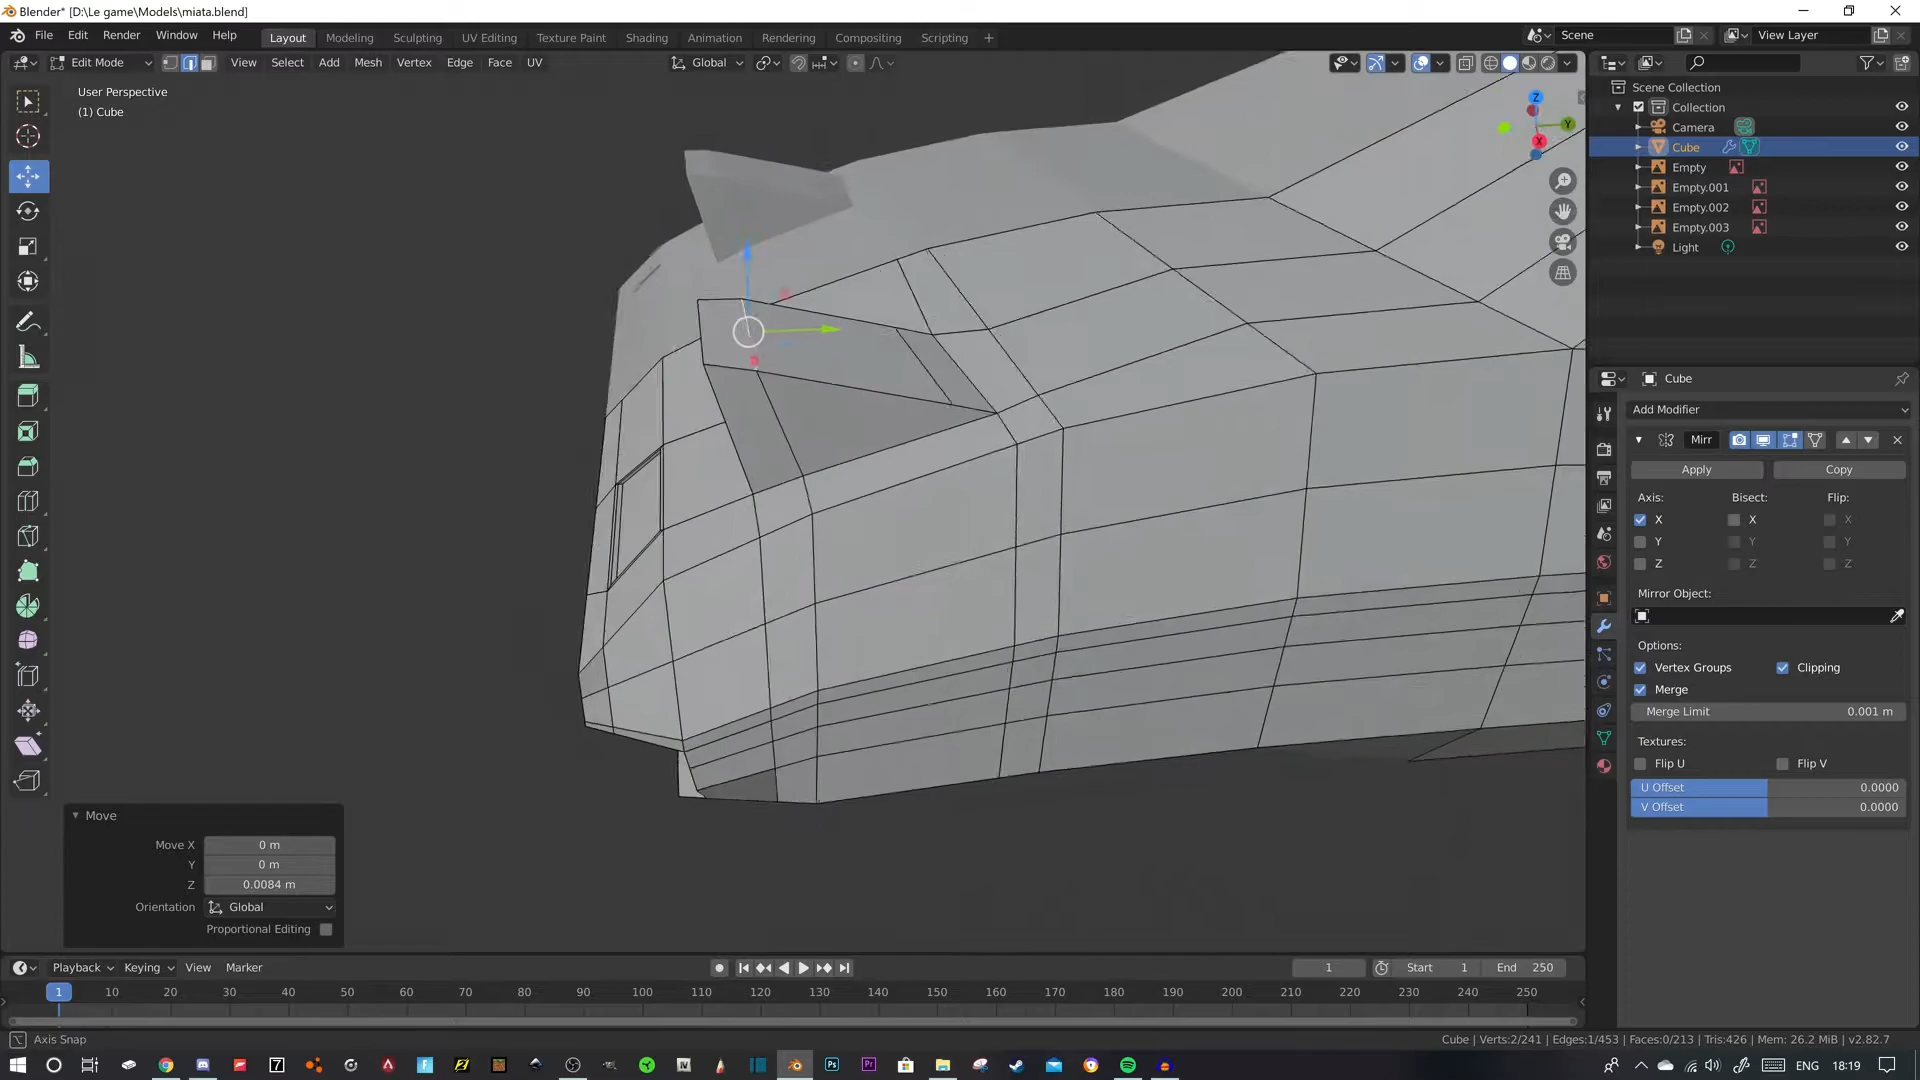 Blender* [D:\Le game\Models\miata.blend]
File Edit Render Window Help Layout Modeling Sculpting UV Editing Texture Paint Shading Animation Rendering Compositing Scripting + Scene View Layer
Edit Mode View Select Add Mesh Vertex Edge Face UV Global
User Perspective
(1) Cube
Z
Y
X
Scene Collection
Collection
Camera
Cube
Empty
Empty.001
Empty.002
Empty.003
Light
Cube
Add Modifier
Mirr
Apply Copy
Axis: Bisect: Flip:
X X X
Y Y Y
Z Z Z
Mirror Object:
Options:
Vertex Groups Clipping
Merge
Merge Limit 0.001 m
Textures:
Flip U Flip V
U Offset 0.0000
V Offset 0.0000
Move
Move X 0 m
Y 0 m
Z 0.0084 m
Orientation Global
Proportional Editing
Playback Keying View Marker 1 Start 1 End 250
1 10 20 30 40 50 60 70 80 90 100 110 120 130 140 150 160 170 180 190 200 210 220 230 240 250
Axis Snap Cube | Verts:2/241 | Edges:1/453 | Faces:0/213 | Tris:426 | Mem: 26.2 MiB | v2.82.7
7 IV Ps Pr ENG 18:19